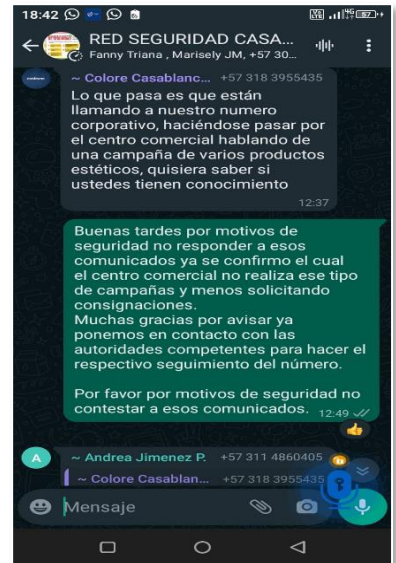 18:42
RED SEGURIDAD CASA...
Fanny Triana , Marisely JM, +57 30...
~ Colore Casablanc... +57 318 3955435
Lo que pasa es que están
llamando a nuestro numero
corporativo, haciéndose pasar por
el centro comercial hablando de
una campaña de varios productos
estéticos, quisiera saber si
ustedes tienen conocimiento
12:37
Buenas tardes por motivos de
seguridad no responder a esos
comunicados ya se confirmo el cual
el centro comercial no realiza ese tipo
de campañas y menos solicitando
consignaciones.
Muchas gracias por avisar ya
ponemos en contacto con las
autoridades competentes para hacer el
respectivo seguimiento del número.
Por favor por motivos de seguridad no
contestar a esos comunicados. 12:49
A ~ Andrea Jimenez P. +57 311 4860405
~ Colore Casablan... +57 318 3955435
Mensaje